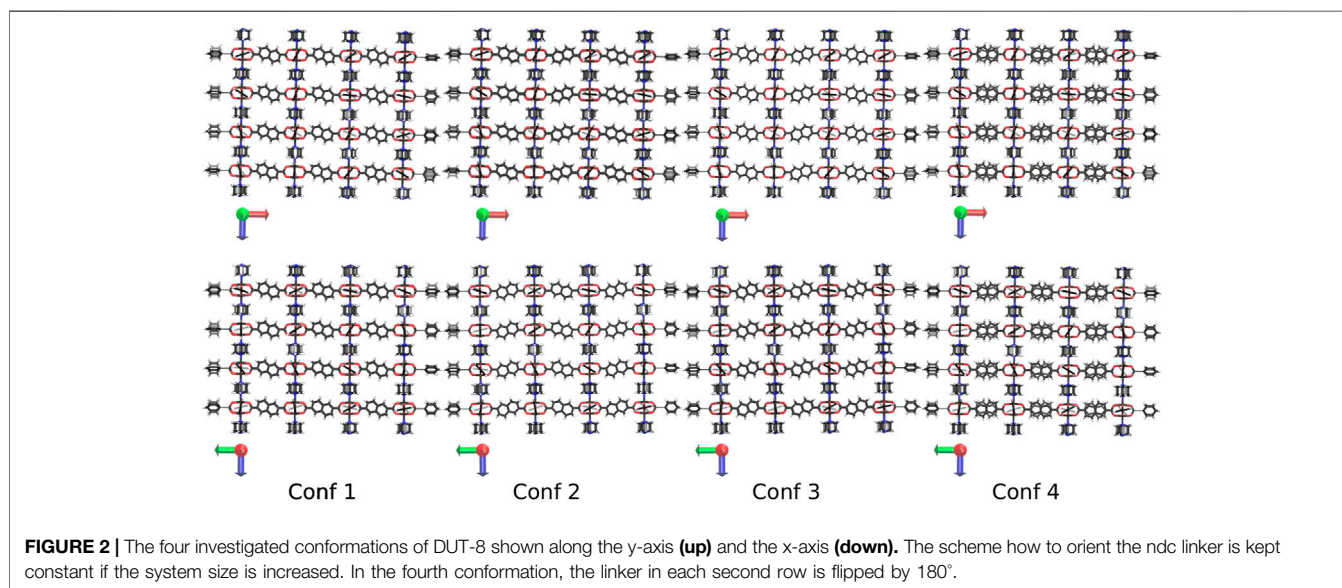 Conf 1
Conf 2
Conf 3
Conf 4
FIGURE 2 | The four investigated conformations of DUT-8 shown along the y-axis (up) and the x-axis (down). The scheme how to orient the ndc linker is kept
constant if the system size is increased. In the fourth conformation, the linker in each second row is flipped by 180°.